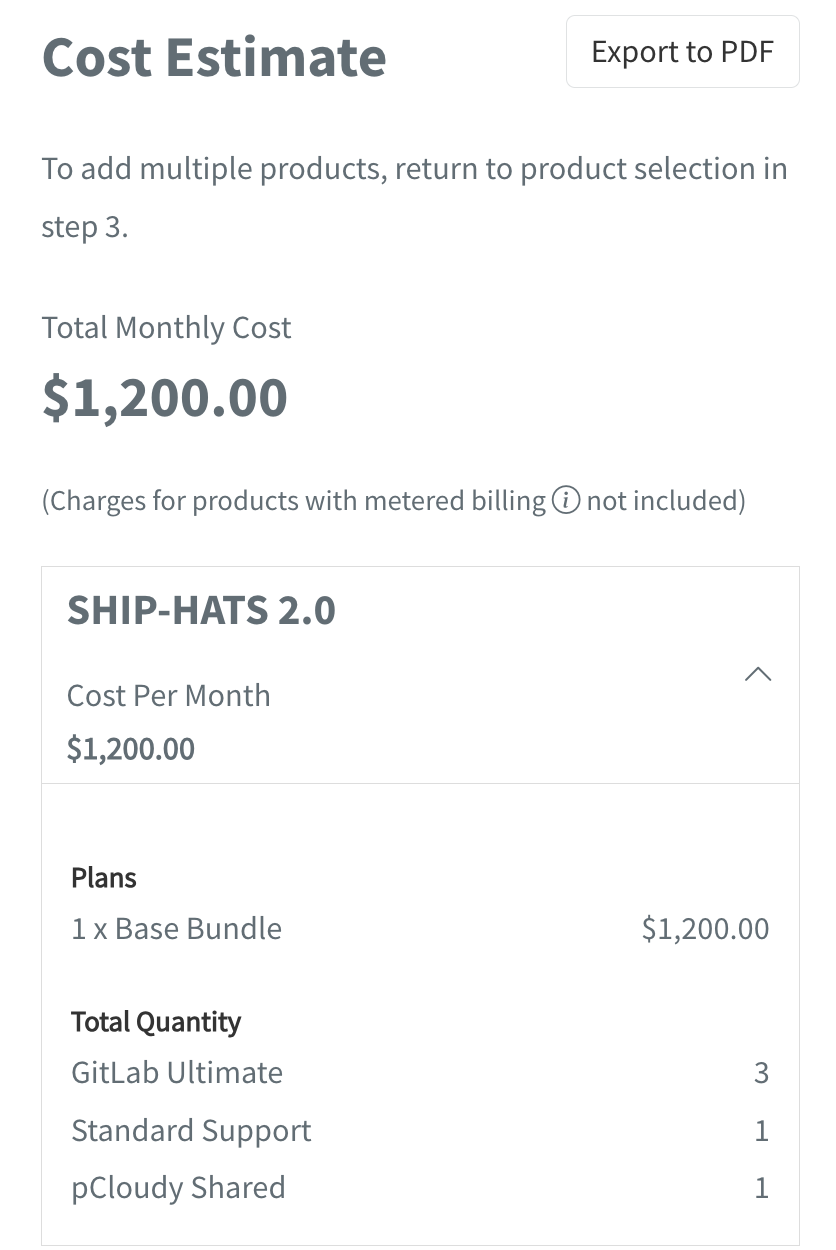 Cost Estimate
Export to PDF
To add multiple products, return to product selection in
step 3.
Total Monthly Cost
$1,200.00
(Charges for products with metered billing ⓘ not included)
SHIP-HATS 2.0
Cost Per Month
$1,200.00
Plans
1 x Base Bundle $1,200.00
Total Quantity
GitLab Ultimate 3
Standard Support 1
pCloudy Shared 1